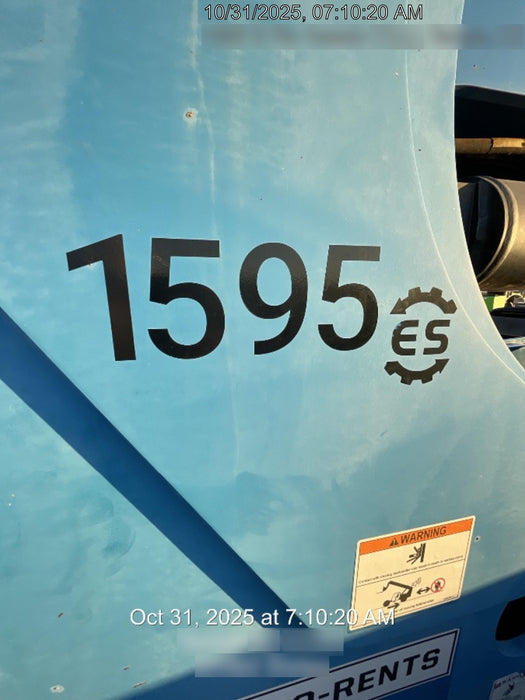 10/31/2025, 07:10:20 AM
1595
ES
WARNING
Oct 31, 2025 at 7:10:20 AM
-RENTS